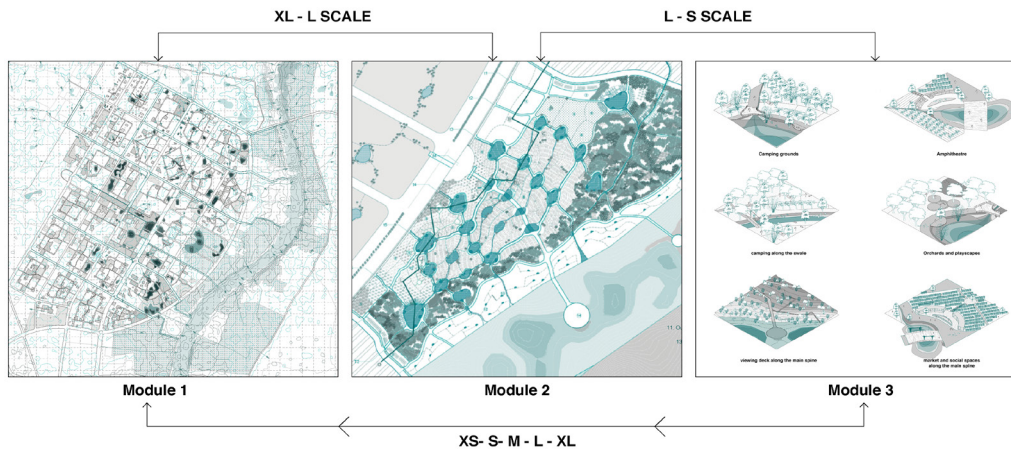 XL - L SCALE
L - S SCALE
Camping grounds
Amphitheatre
camping along the swale
Orchards and playscapes
viewing deck along the main spine
market and social spaces
along the main spine
Module 1
Module 2
Module 3
XS- S- M - L - XL